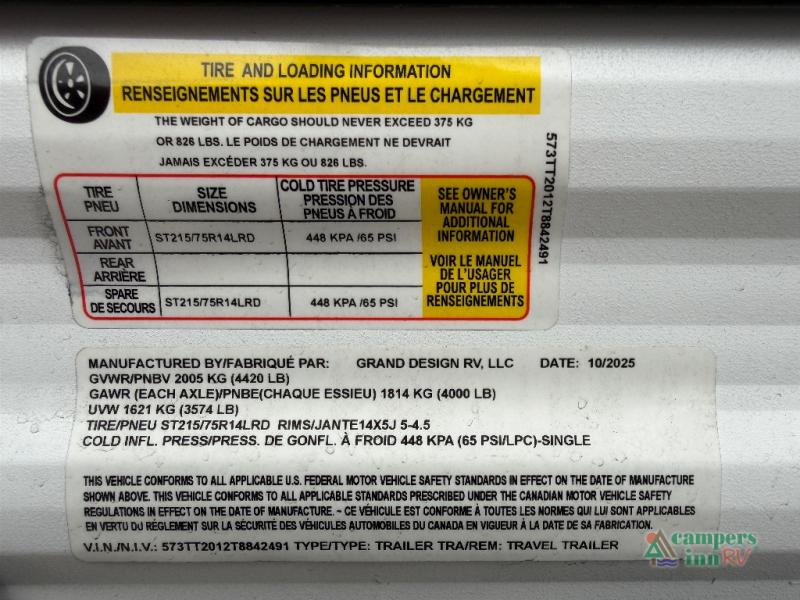 TIRE AND LOADING INFORMATION
RENSEIGNEMENTS SUR LES PNEUS ET LE CHARGEMENT
THE WEIGHT OF CARGO SHOULD NEVER EXCEED 375 KG
OR 826 LBS. LE POIDS DE CHARGEMENT NE DEVRAIT
JAMAIS EXCÉDER 375 KG OU 826 LBS.
TIRE
PNEU
SIZE
DIMENSIONS
COLD TIRE PRESSURE
PRESSION DES
PNEUS À FROID
FRONT
AVANT
ST215/75R14LRD
448 KPA /65 PSI
REAR
ARRIÈRE
SPARE
DE SECOURS
ST215/75R14LRD
448 KPA /65 PSI
SEE OWNER'S
MANUAL FOR
ADDITIONAL
INFORMATION
VOIR LE MANUEL
DE L'USAGER
POUR PLUS DE
RENSEIGNEMENTS
573TT2012T8842491
MANUFACTURED BY/FABRIQUÉ PAR: GRAND DESIGN RV, LLC DATE: 10/2025
GVWR/PNBV 2005 KG (4420 LB)
GAWR (EACH AXLE)/PNBE(CHAQUE ESSIEU) 1814 KG (4000 LB)
UVW 1621 KG (3574 LB)
TIRE/PNEU ST215/75R14LRD RIMS/JANTE14X5J 5-4.5
COLD INFL. PRESS/PRESS. DE GONFL. À FROID 448 KPA (65 PSI/LPC)-SINGLE
THIS VEHICLE CONFORMS TO ALL APPLICABLE U.S. FEDERAL MOTOR VEHICLE SAFETY STANDARDS IN EFFECT ON THE DATE OF MANUFACTURE
SHOWN ABOVE. THIS VEHICLE CONFORMS TO ALL APPLICABLE STANDARDS PRESCRIBED UNDER THE CANADIAN MOTOR VEHICLE SAFETY
REGULATIONS IN EFFECT ON THE DATE OF MANUFACTURE. - CE VÉHICULE EST CONFORME À TOUTES LES NORMES QUI LUI SONT APPLICABLES
EN VERTU DU RÈGLEMENT SUR LA SÉCURITÉ DES VÉHICULES AUTOMOBILES DU CANADA EN VIGUEUR À LA DATE DE SA FABRICATION.
V.I.N./N.I.V.: 573TT2012T8842491 TYPE/TYPE: TRAILER TRA/REM: TRAVEL TRAILER
campers
inn RV